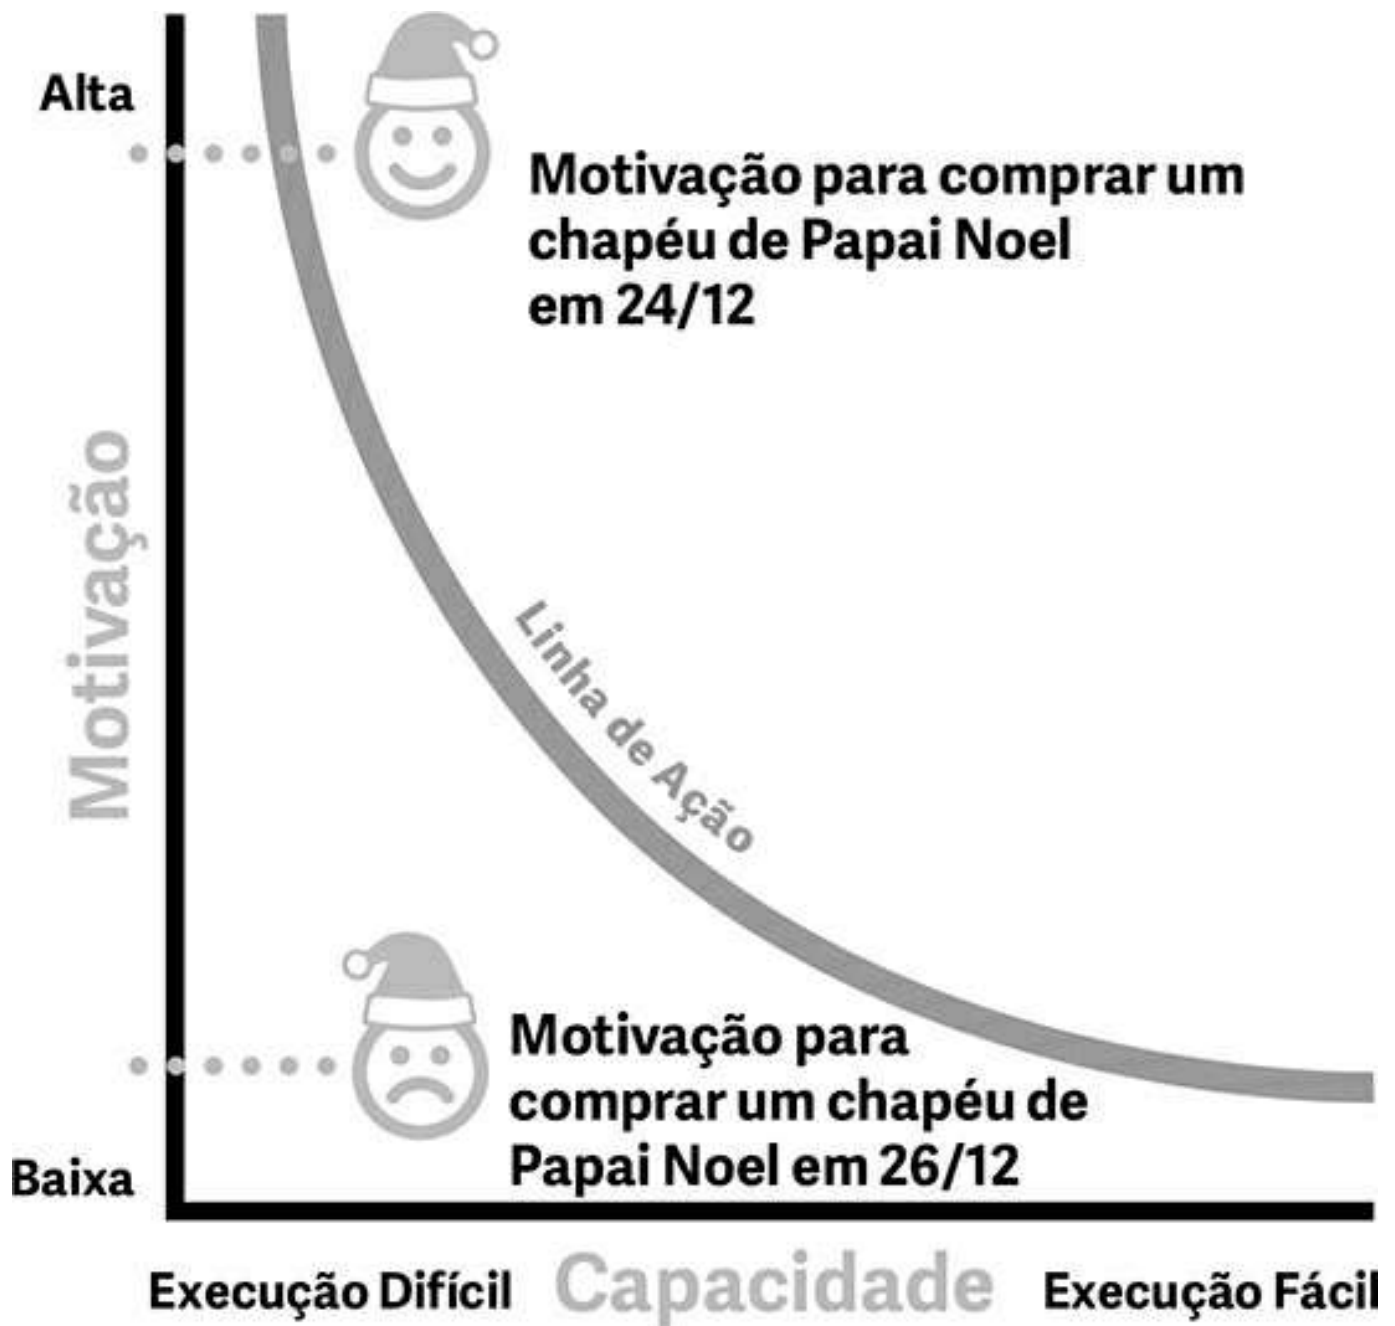 Alta
Motivação para comprar um
chapéu de Papai Noel
em 24/12
Motivação
Linha de Ação
Motivação para
comprar um chapéu de
Papai Noel em 26/12
Baixa
Execução Difícil
Capacidade
Execução Fácil